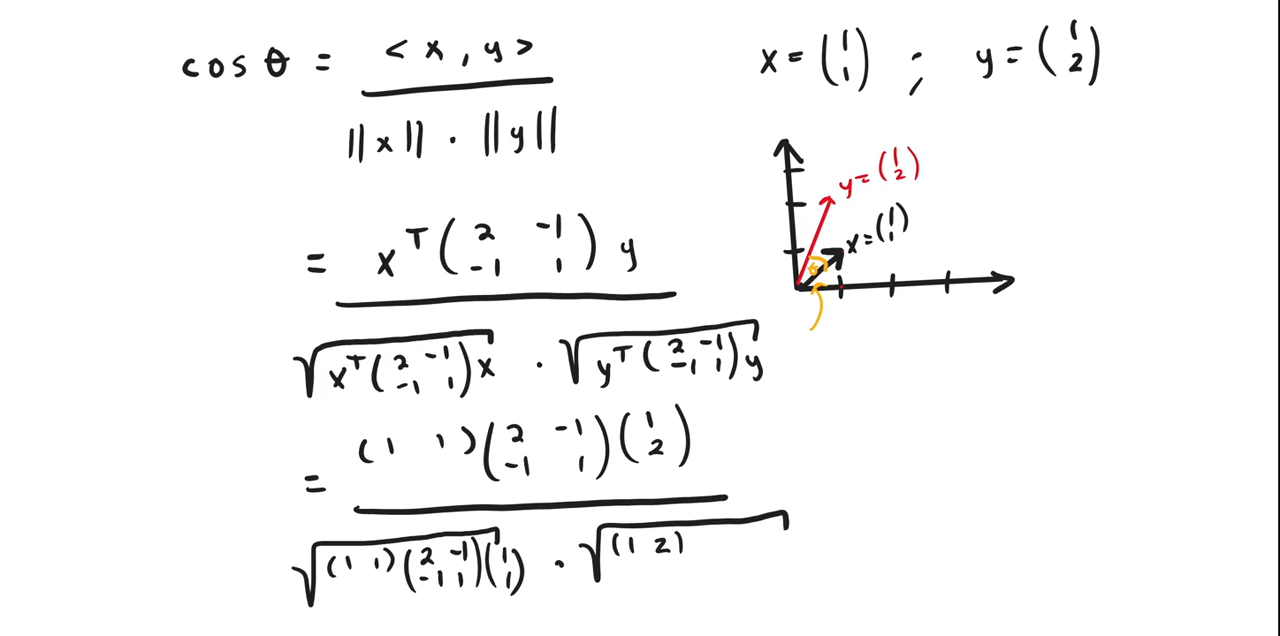 cos θ = < x , y >
|| x || · || y ||
x = ( 1 1 ) ; y = ( 1 2 )
y = ( 1 2 )
x = ( 1 1 )
θ
= x^T ( 2 -1 -1 1 ) y
√ x^T ( 2 -1 -1 1 ) x · √ y^T ( 2 -1 -1 1 ) y
= ( 1 1 ) ( 2 -1 -1 1 ) ( 1 2 )
√ ( 1 1 ) ( 2 -1 -1 1 ) ( 1 1 ) · √ ( 1 2 )